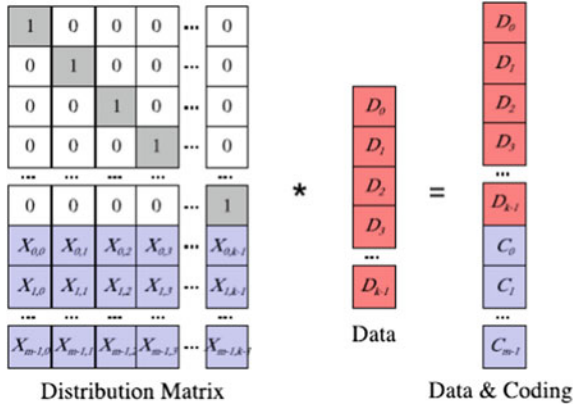 1 0 0 0 ... 0
0 1 0 0 ... 0
0 0 1 0 ... 0
0 0 0 1 ... 0
... ... ... ... ...
0 0 0 0 ... 1
X0,0 X0,1 X0,2 X0,3 ... X0,k-1
X1,0 X1,1 X1,2 X1,3 ... X1,k-1
... ... ... ... ...
Xm-1,0 Xm-1,1 Xm-1,2 Xm-1,3 ... Xm-1,k-1
Distribution Matrix
*
D0
D1
D2
D3
...
Dk-1
Data
=
D0
D1
D2
D3
...
Dk-1
C0
C1
...
Cm-1
Data & Coding